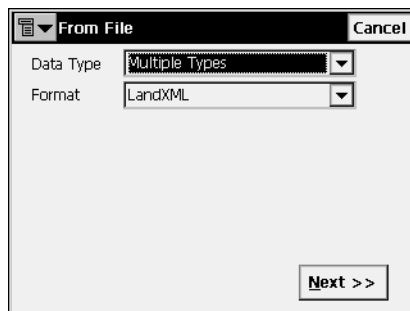 From File Cancel
Data Type Multiple Types
Format LandXML
Next >>